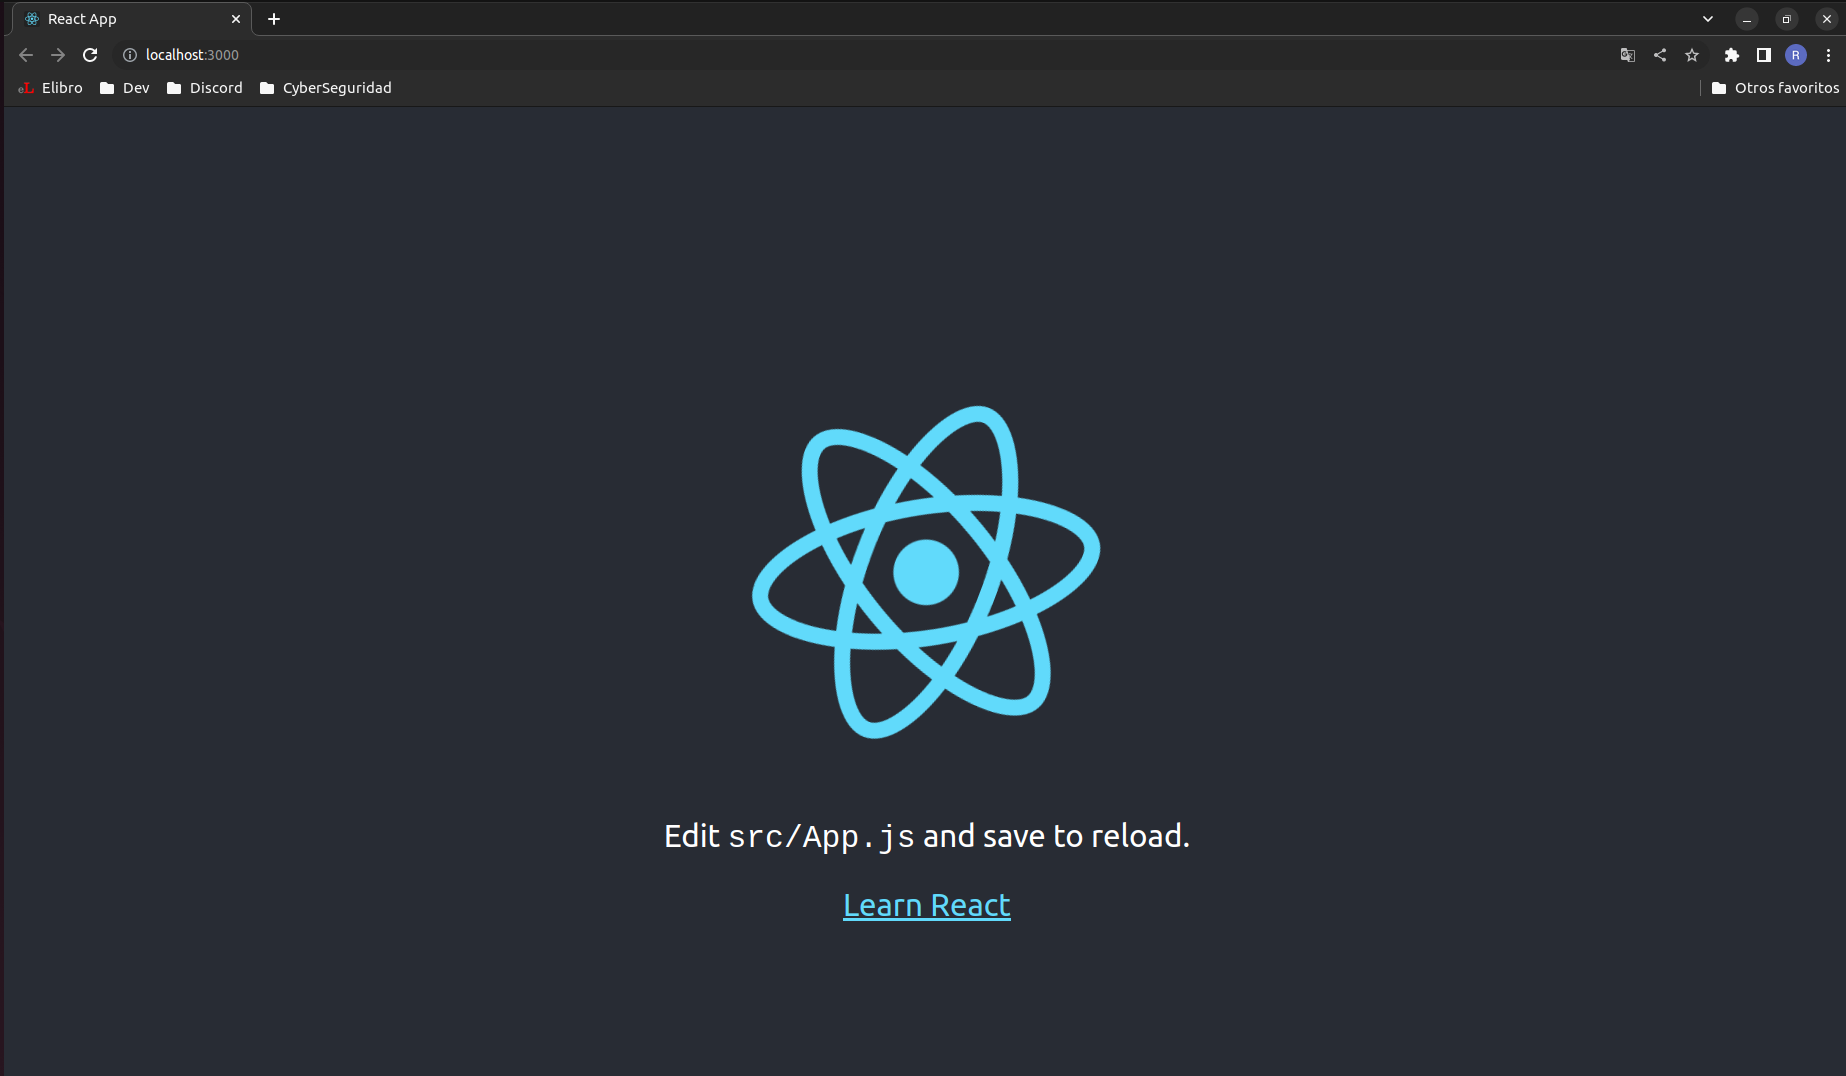 React App
localhost:3000
R
eL Elibro Dev Discord CyberSeguridad Otros favoritos
Edit src/App.js and save to reload.
Learn React